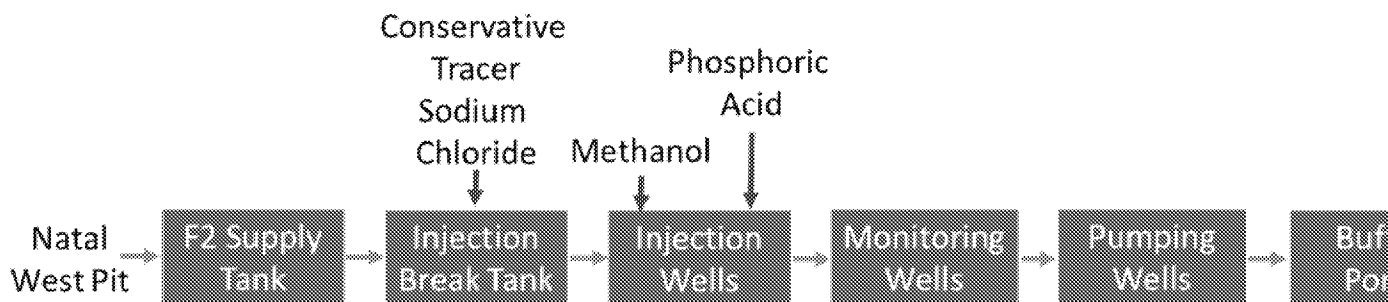 Conservative
Tracer
Sodium
Chloride
Phosphoric
Acid
Methanol
Natal
West Pit
F2 Supply
Tank
Injection
Break Tank
Injection
Wells
Monitoring
Wells
Pumping
Wells